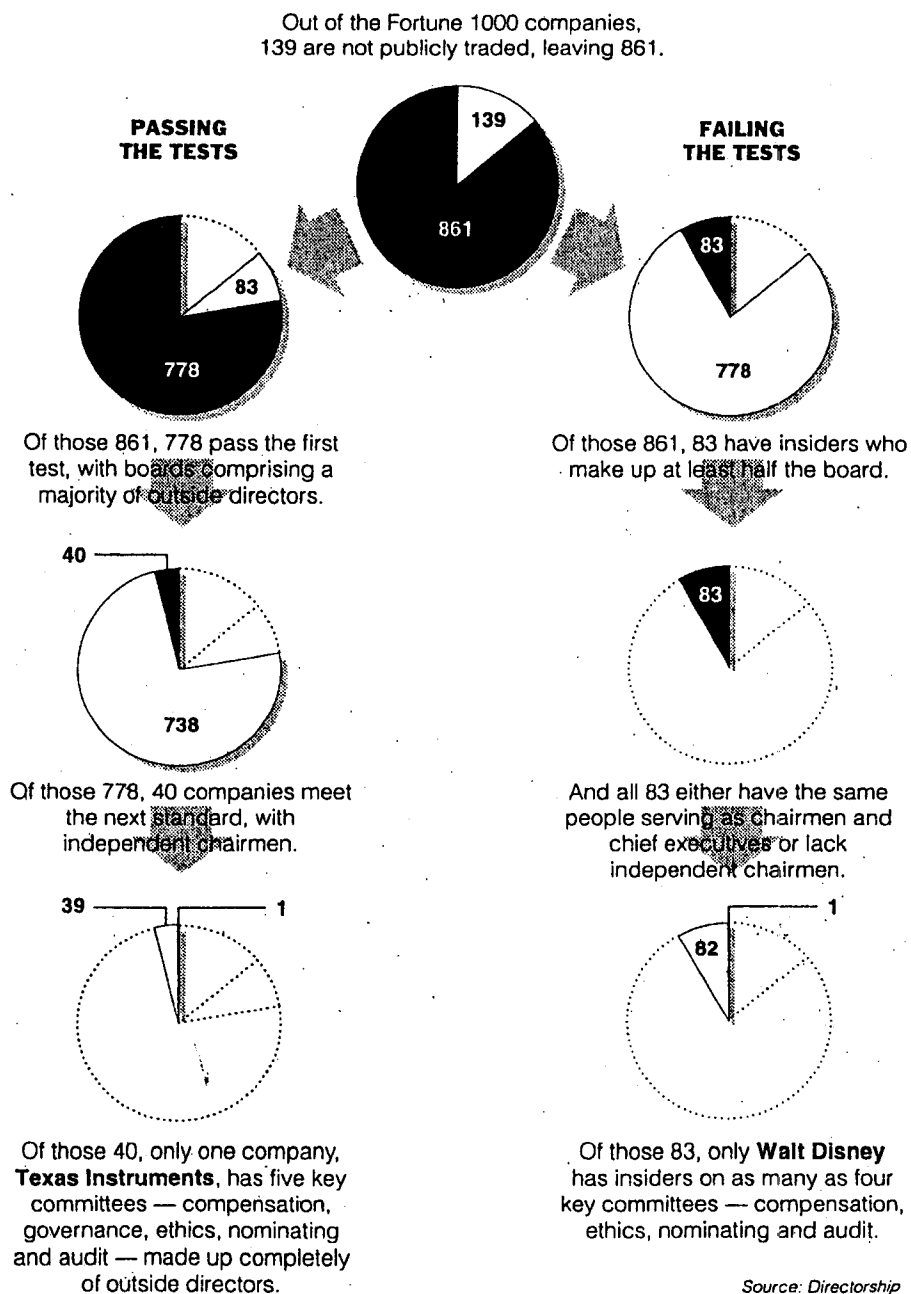 Out of the Fortune 1000 companies,
139 are not publicly traded, leaving 861.
139
861
PASSING
THE TESTS
83
778
Of those 861, 778 pass the first
test, with boards comprising a
majority of outside directors.
40
738
Of those 778, 40 companies meet
the next standard, with
independent chairmen.
39
1
Of those 40, only one company,
Texas Instruments, has five key
committees — compensation,
governance, ethics, nominating
and audit — made up completely
of outside directors.
FAILING
THE TESTS
83
778
Of those 861, 83 have insiders who
make up at least half the board.
83
And all 83 either have the same
people serving as chairmen and
chief executives or lack
independent chairmen.
1
82
Of those 83, only Walt Disney
has insiders on as many as four
key committees — compensation,
ethics, nominating and audit.
Source: Directorship